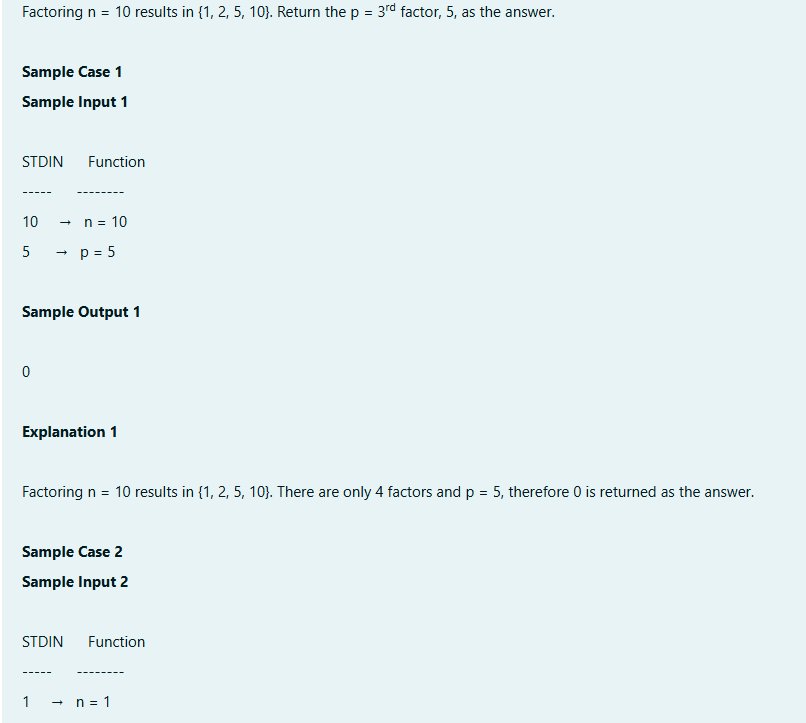 Factoring n = 10 results in {1, 2, 5, 10}. Return the p = 3rd factor, 5, as the answer.
Sample Case 1
Sample Input 1
STDIN Function
----- --------
10 → n = 10
5 → p = 5
Sample Output 1
0
Explanation 1
Factoring n = 10 results in {1, 2, 5, 10}. There are only 4 factors and p = 5, therefore 0 is returned as the answer.
Sample Case 2
Sample Input 2
STDIN Function
----- --------
1 → n = 1